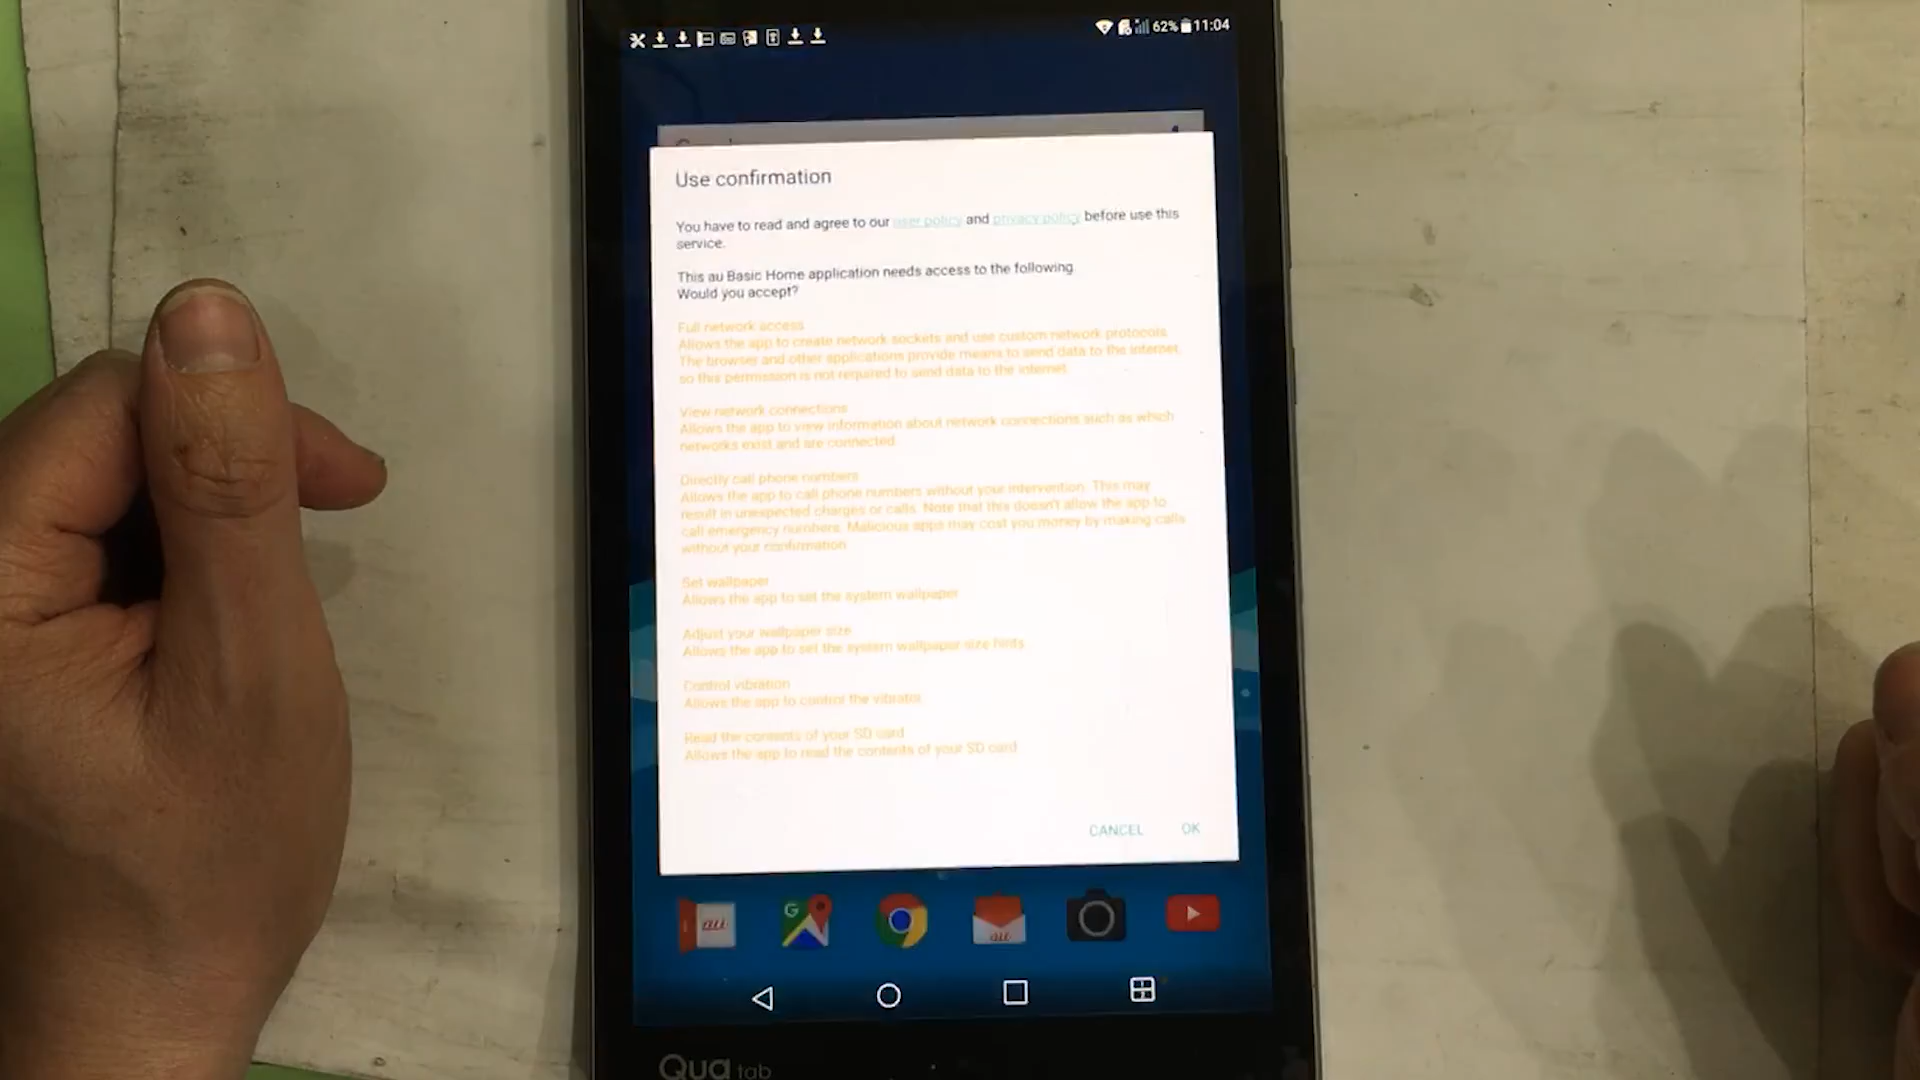 62% 11:04
Use confirmation
You have to read and agree to our user policy and privacy policy before use this
service.
This au Basic Home application needs access to the following.
Would you accept?
Full network access
Allows the app to create network sockets and use custom network protocols.
The browser and other applications provide means to send data to the internet,
so this permission is not required to send data to the internet.
View network connections
Allows the app to view information about network connections such as which
networks exist and are connected.
Directly call phone numbers
Allows the app to call phone numbers without your intervention. This may
result in unexpected charges or calls. Note that this doesn't allow the app to
call emergency numbers. Malicious apps may cost you money by making calls
without your confirmation.
Set wallpaper
Allows the app to set the system wallpaper
Adjust your wallpaper size
Allows the app to set the system wallpaper size hints
Control vibration
Allows the app to control the vibrator.
Read the contents of your SD card
Allows the app to read the contents of your SD card
CANCEL OK
au G au
Qua tab